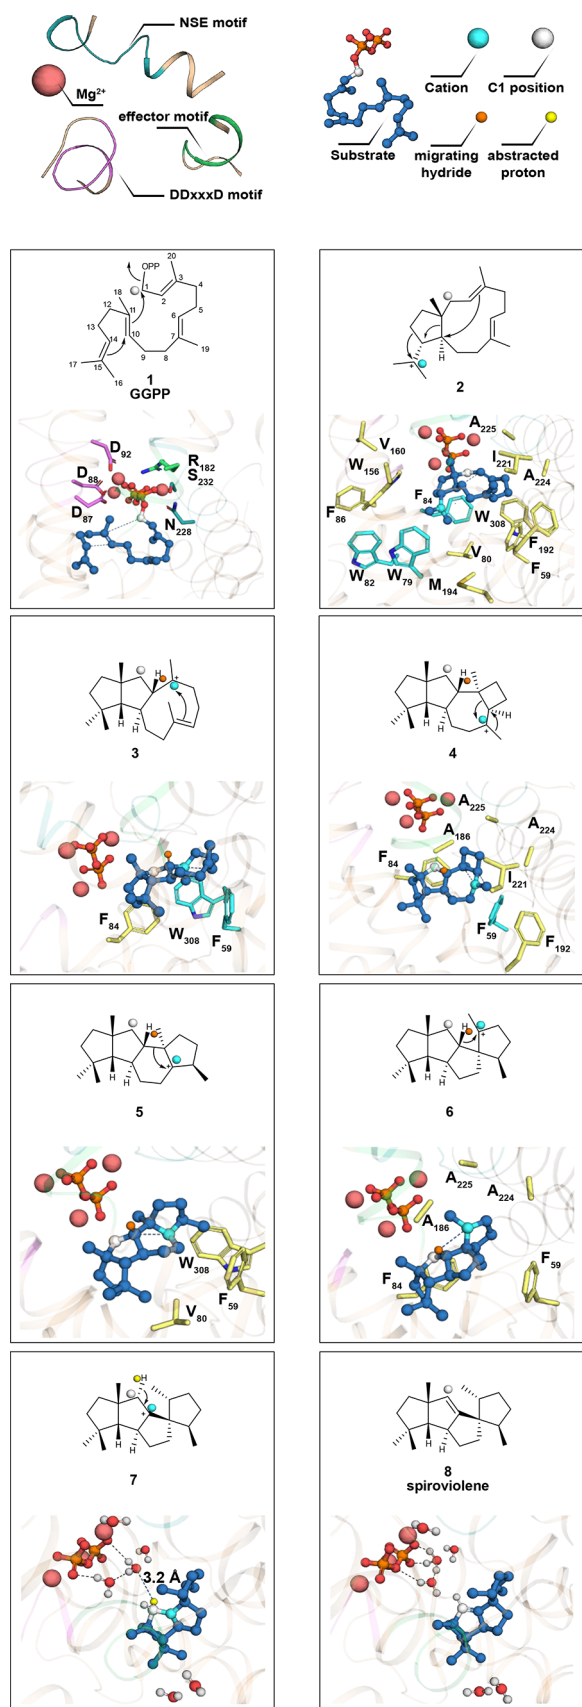 NSE motif
Mg2+
effector motif
DDxxxD motif
Cation
C1 position
Substrate
migrating
hydride
abstracted
proton
OPP
20
18
1
2
3
4
12
11
5
13
6
14
10
7
19
9
8
17
15
16
1
GGPP
D92
R182
S232
D88
D87
N228
+
2
A225
V160
I221
W156
A224
F84
W308
F86
F192
V80
F59
W82
W79
M194
H
+
H
H
3
F84
W308
F59
H
H
H
H
+
4
A225
A186
A224
F84
I221
F59
F192
H
+
H
H
5
W308
F59
V80
H
+
H
H
6
A225
A224
A186
F59
F84
H
+
H
H
7
3.2 Å
H
H
8
spiroviolene